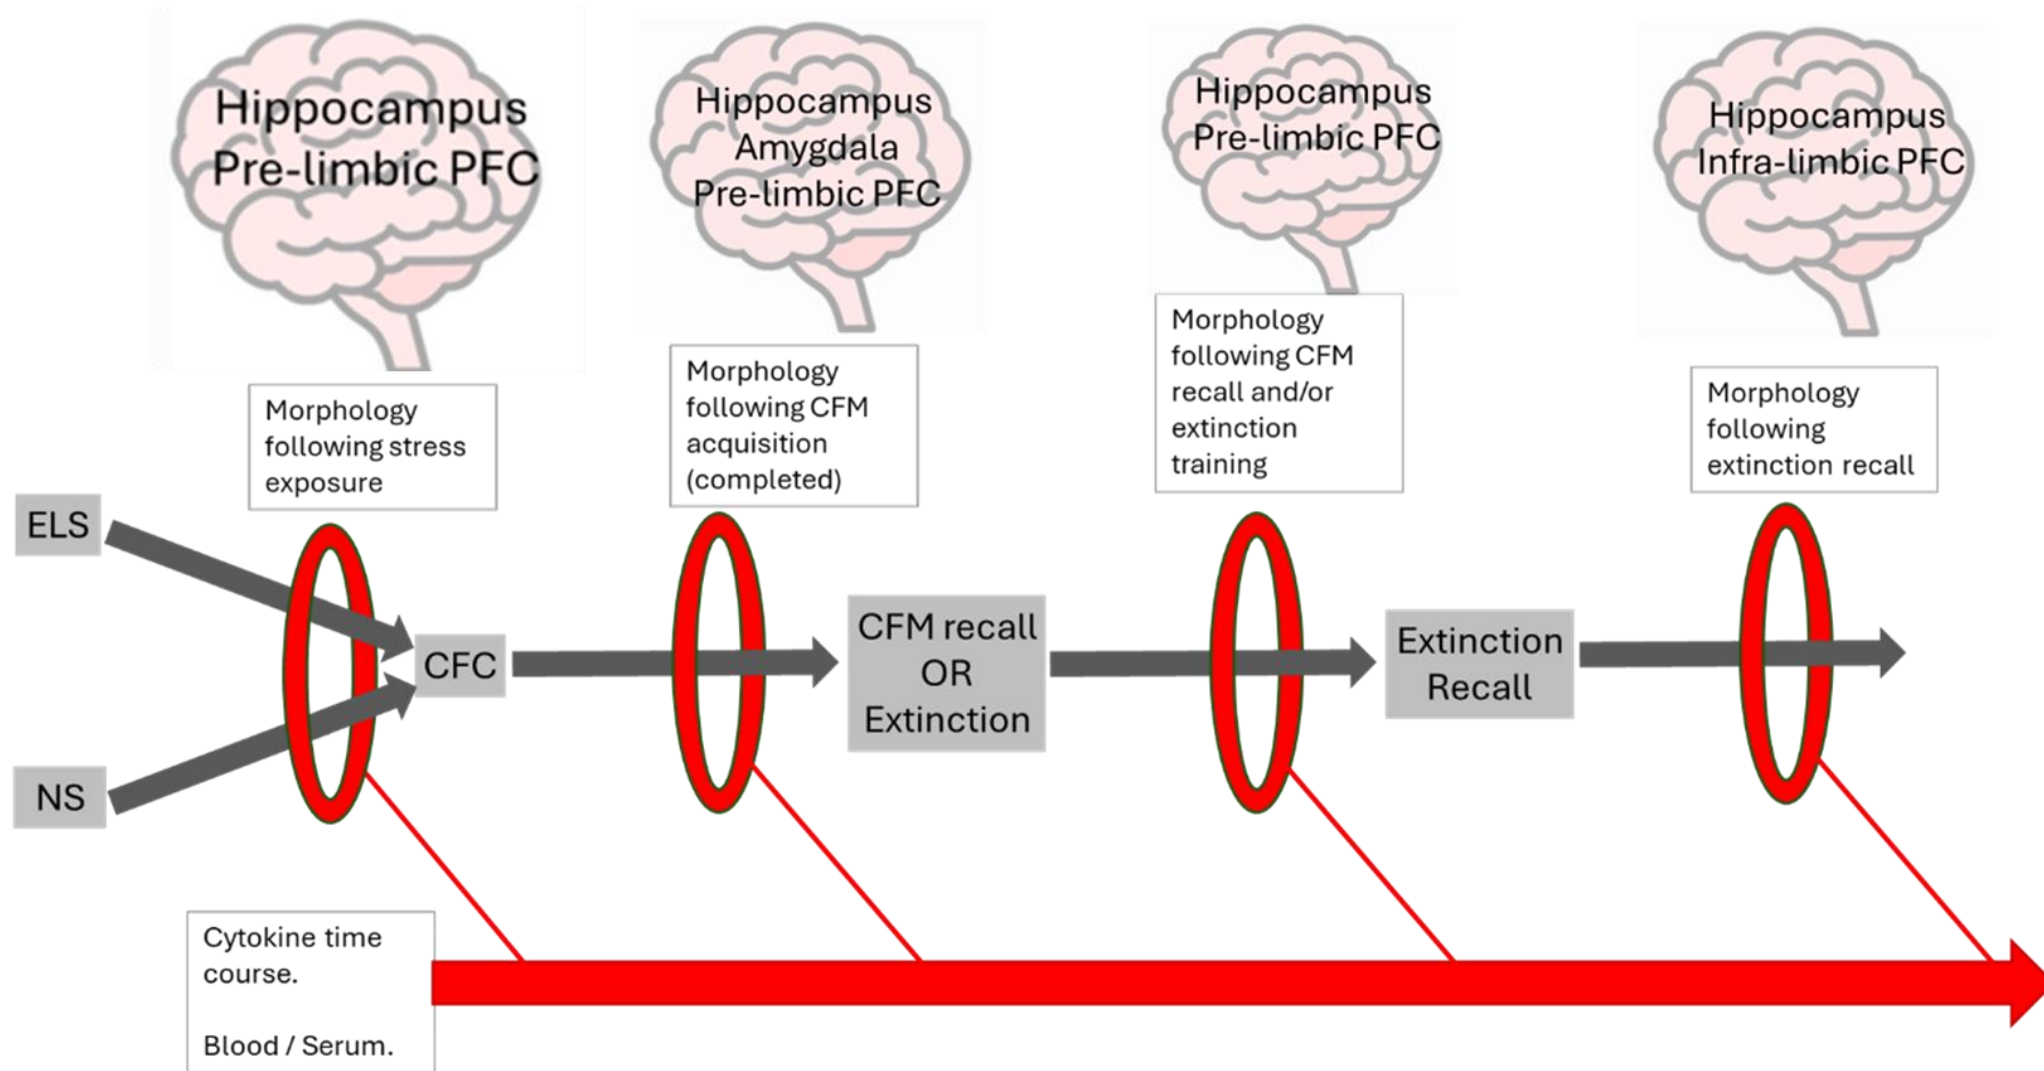 Hippocampus
Pre-limbic PFC
Hippocampus
Amygdala
Pre-limbic PFC
Hippocampus
Pre-limbic PFC
Hippocampus
Infra-limbic PFC
Morphology
following stress
exposure
Morphology
following CFM
acquisition
(completed)
Morphology
following CFM
recall and/or
extinction
training
Morphology
following
extinction recall
ELS
NS
CFC
CFM recall
OR
Extinction
Extinction
Recall
Cytokine time
course.
Blood / Serum.